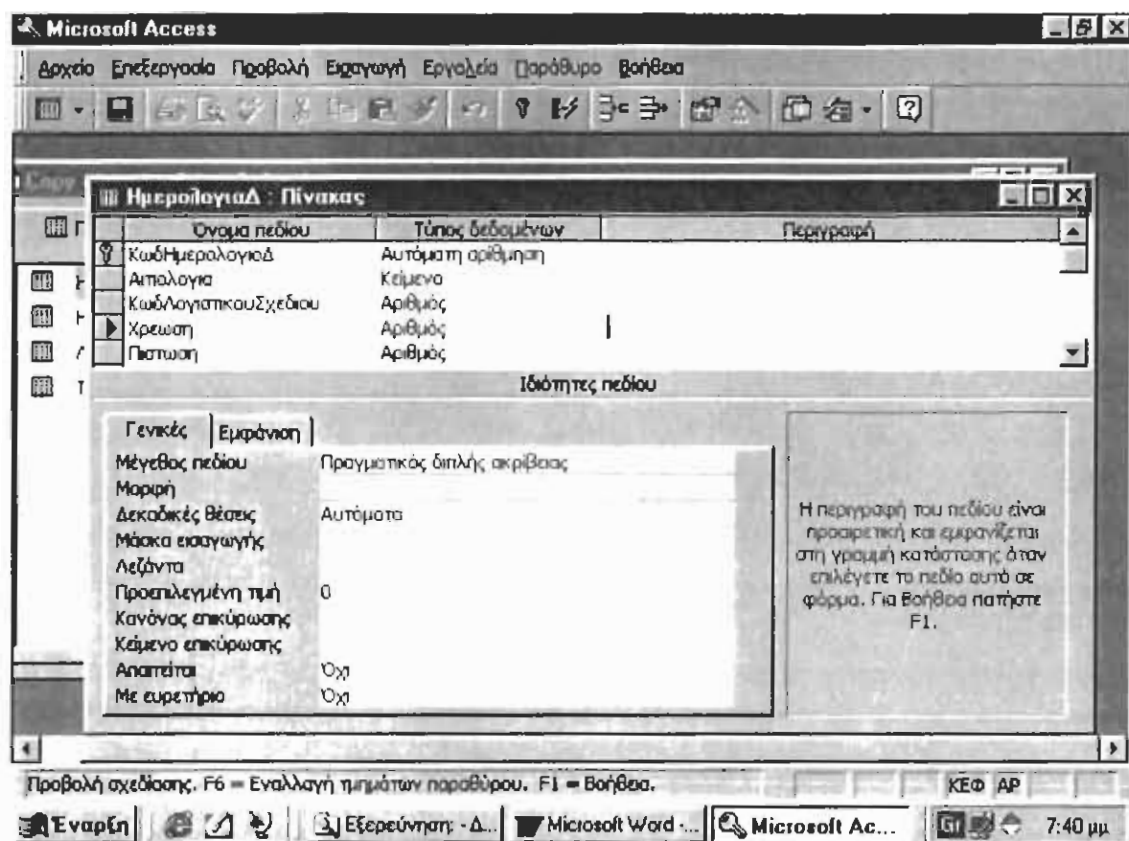 Microsoft Access
Αρχείο Επεξεργασία Προβολή Εισαγωγή Εργαλεία Παράθυρο Βοήθεια
Copy
ΗμερολογιαΔ : Πίνακας
Όνομα πεδίου Τύπος δεδομένων Περιγραφή
ΚωδΗμερολογιοΔ Αυτόματη αρίθμηση
Αιτιολογια Κείμενο
ΚωδΛογιστικουΣχεδιου Αριθμός
Χρεωση Αριθμός
Πιστωση Αριθμός
Ιδιότητες πεδίου
Γενικές Εμφάνιση
Μέγεθος πεδίου Πραγματικός διπλής ακρίβειας
Μορφή
Δεκαδικές θέσεις Αυτόματα
Μάσκα εισαγωγής
Λεζάντα
Προεπιλεγμένη τιμή 0
Κανόνας επικύρωσης
Κείμενο επικύρωσης
Απαιτείται Όχι
Με ευρετήριο Όχι
Η περιγραφή του πεδίου είναι
προαιρετική και εμφανίζεται
στη γραμμή κατάστασης όταν
επιλέγετε το πεδίο αυτό σε
φόρμα. Για Βοήθεια πατήστε
F1.
Προβολή σχεδίασης. F6 = Εναλλαγή τμημάτων παραθύρου. F1 = Βοήθεια.
ΚΕΦ ΑΡ
Έναρξη Εξερεύνηση: - Δ... Microsoft Word -... Microsoft Ac... 7:40 μμ